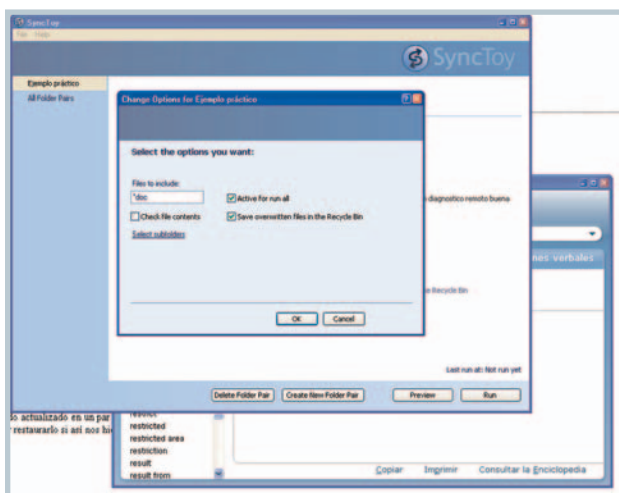 SyncToy
File Help
SyncToy
Ejemplo práctico
All Folder Pairs
Change Options for Ejemplo práctico
Select the options you want:
Files to include:
*doc
Active for run all
Check file contents
Save overwritten files in the Recycle Bin
Select subfolders
OK Cancel
diagnostico remoto buena
nes verbales
Recycle Bin
Last run at: Not run yet
Delete Folder Pair Create New Folder Pair Preview Run
lo actualizado en un par
restaurarlo si así nos hi
restrict
restricted
restricted area
restriction
result
result from
Copiar Imprimir Consultar la Enciclopedia